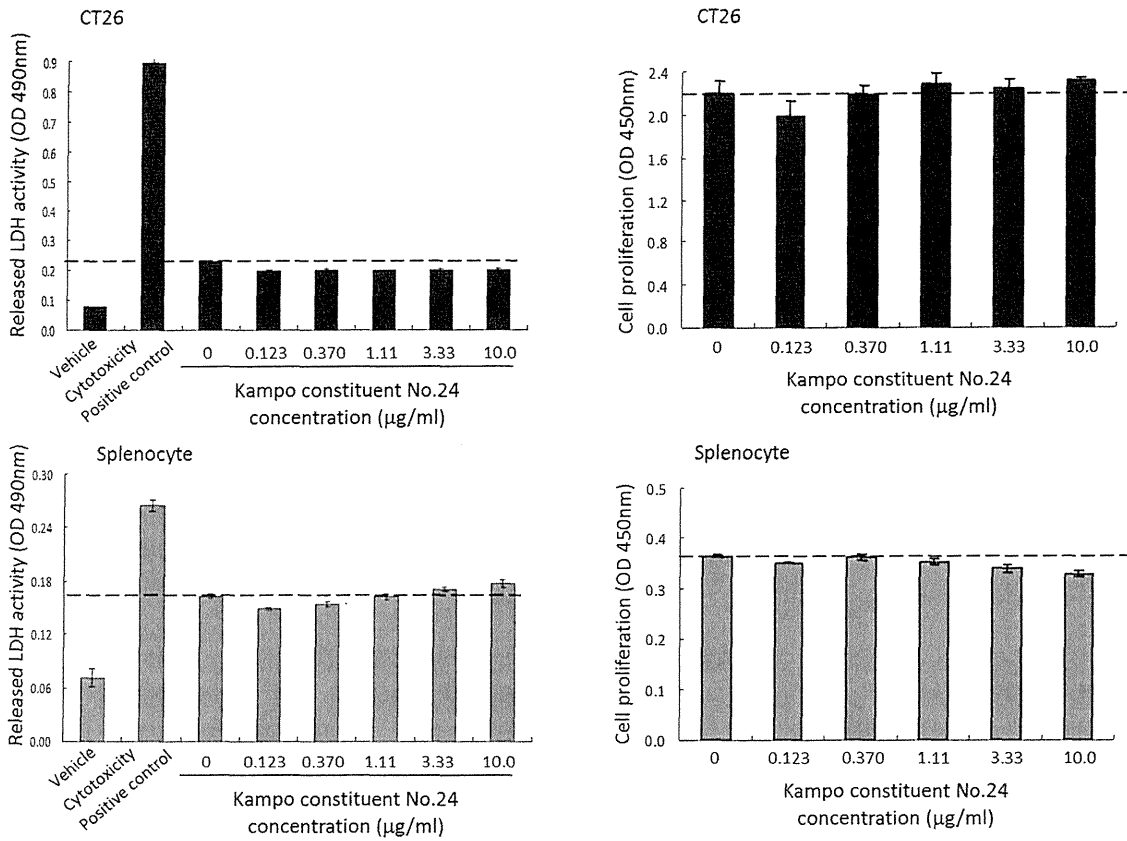 CT26
Released LDH activity (OD 490nm)
0.9
0.8
0.7
0.6
0.5
0.4
0.3
0.2
0.1
0.0
Vehicle
Cytotoxicity
Positive control
0 0.123 0.370 1.11 3.33 10.0
Kampo constituent No.24
concentration (μg/ml)
CT26
Cell proliferation (OD 450nm)
2.4
2.0
1.6
1.2
2.8
2.4
0.0
0 0.123 0.370 1.11 3.33 10.0
Kampo constituent No.24
concentration (μg/ml)
Splenocyte
Released LDH activity (OD 490nm)
0.30
0.24
0.18
0.12
0.06
0.00
Vehicle
Cytotoxicity
Positive control
0 0.123 0.370 1.11 3.33 10.0
Kampo constituent No.24
concentration (μg/ml)
Splenocyte
Cell proliferation (OD 450nm)
0.5
0.4
0.3
0.2
0.1
0.0
0 0.123 0.370 1.11 3.33 10.0
Kampo constituent No.24
concentration (μg/ml)